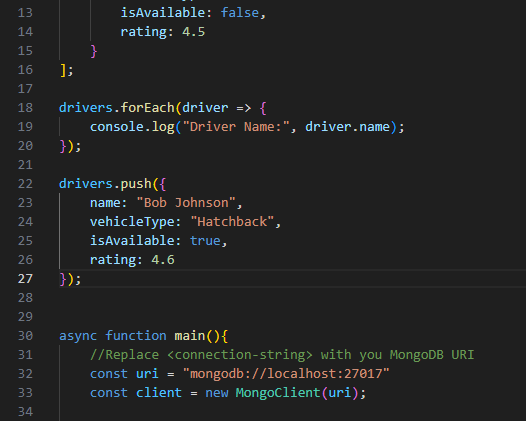 13 isAvailable: false,
14 rating: 4.5
15 }
16 ];
17
18 drivers.forEach(driver => {
19 console.log("Driver Name:", driver.name);
20 });
21
22 drivers.push({
23 name: "Bob Johnson",
24 vehicleType: "Hatchback",
25 isAvailable: true,
26 rating: 4.6
27 });
28
29
30 async function main(){
31 //Replace <connection-string> with you MongoDB URI
32 const uri = "mongodb://localhost:27017"
33 const client = new MongoClient(uri);
34